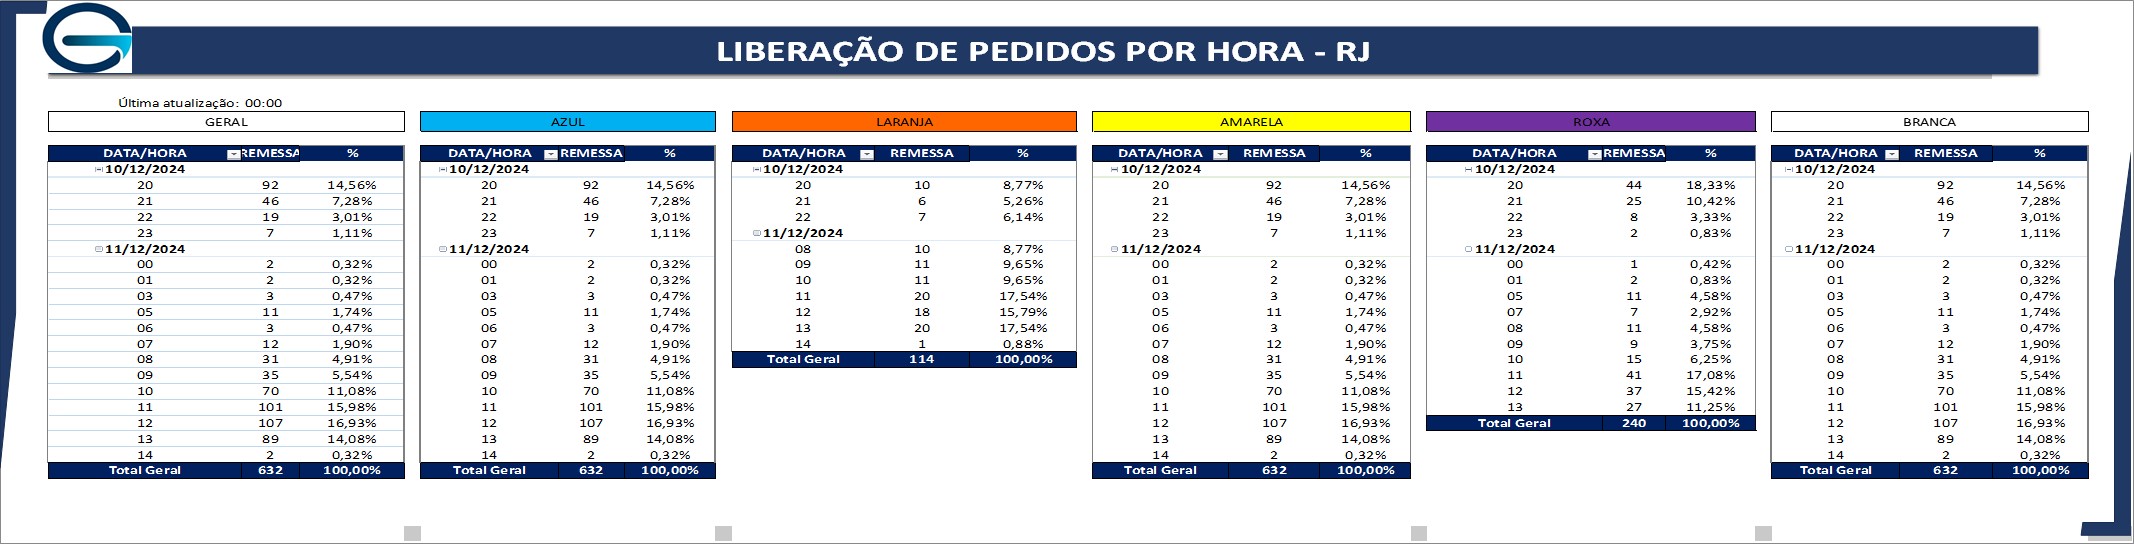 LIBERAÇÃO DE PEDIDOS POR HORA - RJ
Última atualização: 00:00
GERAL
DATA/HORA REMESSA %
10/12/2024
20 92 14,56%
21 46 7,28%
22 19 3,01%
23 7 1,11%
11/12/2024
00 2 0,32%
01 2 0,32%
03 3 0,47%
05 11 1,74%
06 3 0,47%
07 12 1,90%
08 31 4,91%
09 35 5,54%
10 70 11,08%
11 101 15,98%
12 107 16,93%
13 89 14,08%
14 2 0,32%
Total Geral 632 100,00%
AZUL
DATA/HORA REMESSA %
10/12/2024
20 92 14,56%
21 46 7,28%
22 19 3,01%
23 7 1,11%
11/12/2024
00 2 0,32%
01 2 0,32%
03 3 0,47%
05 11 1,74%
06 3 0,47%
07 12 1,90%
08 31 4,91%
09 35 5,54%
10 70 11,08%
11 101 15,98%
12 107 16,93%
13 89 14,08%
14 2 0,32%
Total Geral 632 100,00%
LARANJA
DATA/HORA REMESSA %
10/12/2024
20 10 8,77%
21 6 5,26%
22 7 6,14%
11/12/2024
08 10 8,77%
09 11 9,65%
10 11 9,65%
11 20 17,54%
12 18 15,79%
13 20 17,54%
14 1 0,88%
Total Geral 114 100,00%
AMARELA
DATA/HORA REMESSA %
10/12/2024
20 92 14,56%
21 46 7,28%
22 19 3,01%
23 7 1,11%
11/12/2024
00 2 0,32%
01 2 0,32%
03 3 0,47%
05 11 1,74%
06 3 0,47%
07 12 1,90%
08 31 4,91%
09 35 5,54%
10 70 11,08%
11 101 15,98%
12 107 16,93%
13 89 14,08%
14 2 0,32%
Total Geral 632 100,00%
ROXA
DATA/HORA REMESSA %
10/12/2024
20 44 18,33%
21 25 10,42%
22 8 3,33%
23 2 0,83%
11/12/2024
00 1 0,42%
01 2 0,83%
05 11 4,58%
07 7 2,92%
08 11 4,58%
09 9 3,75%
10 15 6,25%
11 41 17,08%
12 37 15,42%
13 27 11,25%
Total Geral 240 100,00%
BRANCA
DATA/HORA REMESSA %
10/12/2024
20 92 14,56%
21 46 7,28%
22 19 3,01%
23 7 1,11%
11/12/2024
00 2 0,32%
01 2 0,32%
03 3 0,47%
05 11 1,74%
06 3 0,47%
07 12 1,90%
08 31 4,91%
09 35 5,54%
10 70 11,08%
11 101 15,98%
12 107 16,93%
13 89 14,08%
14 2 0,32%
Total Geral 632 100,00%